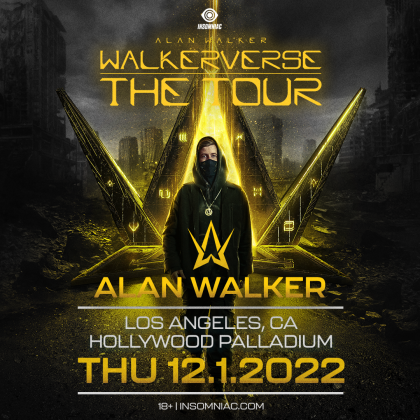 INSOMNIAC
ALAN WALKER
WALKERVERSE
THE TOUR
ALAN WALKER
LOS ANGELES, CA
HOLLYWOOD PALLADIUM
THU 12.1.2022
18+ | INSOMNIAC.COM